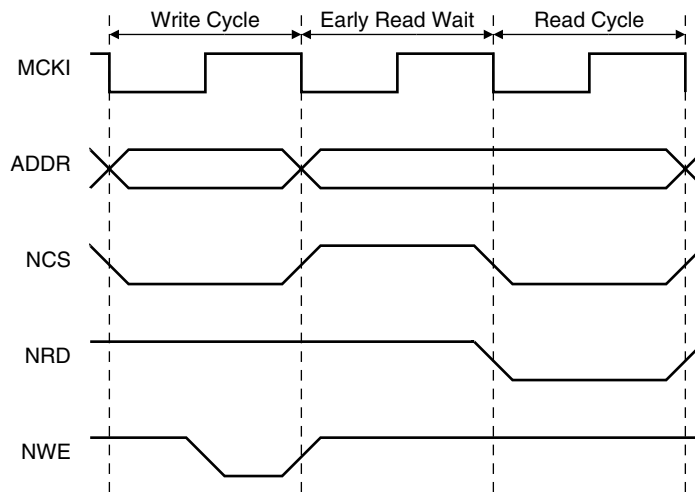 Write Cycle Early Read Wait Read Cycle
MCKI
ADDR
NCS
NRD
NWE